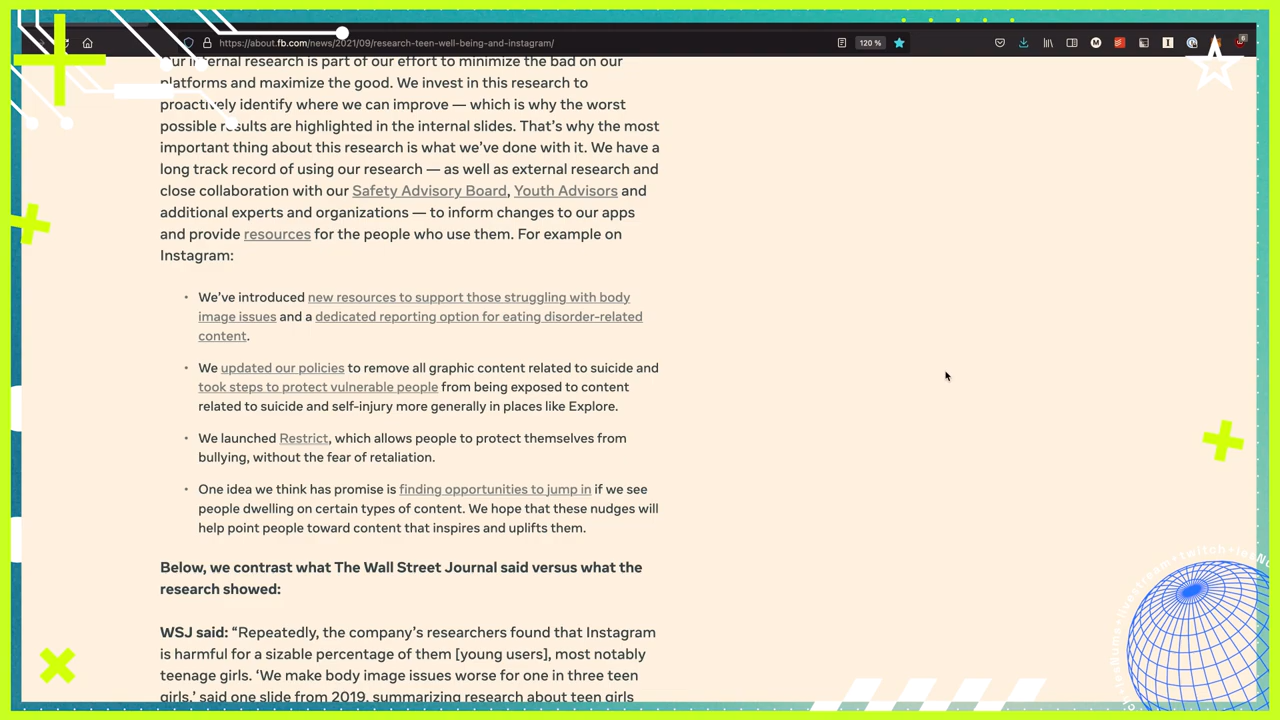 https://about.fb.com/news/2021/09/research-teen-well-being-and-instagram/
120 %
our internal research is part of our effort to minimize the bad on our
platforms and maximize the good. We invest in this research to
proactively identify where we can improve — which is why the worst
possible results are highlighted in the internal slides. That’s why the most
important thing about this research is what we’ve done with it. We have a
long track record of using our research — as well as external research and
close collaboration with our Safety Advisory Board, Youth Advisors and
additional experts and organizations — to inform changes to our apps
and provide resources for the people who use them. For example on
Instagram:
• We’ve introduced new resources to support those struggling with body
image issues and a dedicated reporting option for eating disorder-related
content.
• We updated our policies to remove all graphic content related to suicide and
took steps to protect vulnerable people from being exposed to content
related to suicide and self-injury more generally in places like Explore.
• We launched Restrict, which allows people to protect themselves from
bullying, without the fear of retaliation.
• One idea we think has promise is finding opportunities to jump in if we see
people dwelling on certain types of content. We hope that these nudges will
help point people toward content that inspires and uplifts them.
Below, we contrast what The Wall Street Journal said versus what the
research showed:
WSJ said: “Repeatedly, the company’s researchers found that Instagram
is harmful for a sizable percentage of them [young users], most notably
teenage girls. ‘We make body image issues worse for one in three teen
girls,’ said one slide from 2019, summarizing research about teen girls